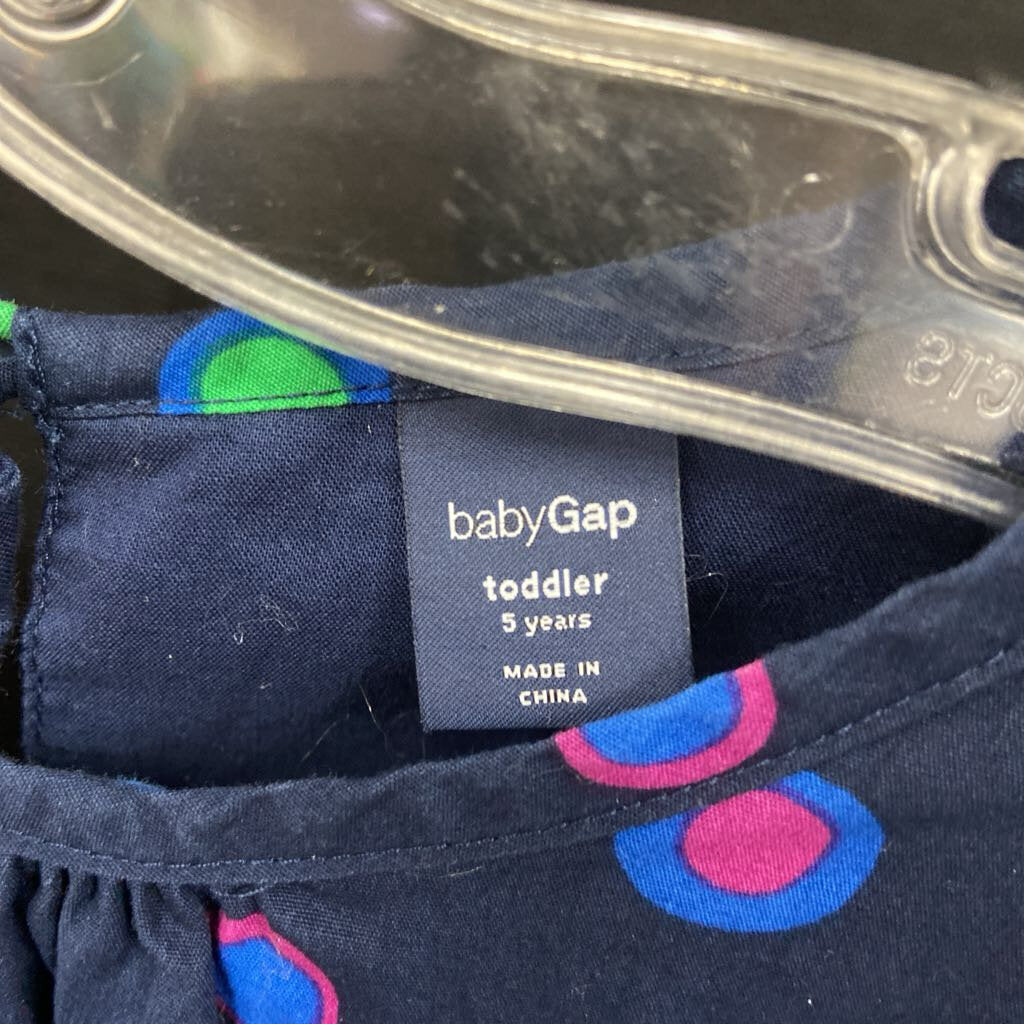 babyGap
toddler
5 years
MADE IN
CHINA